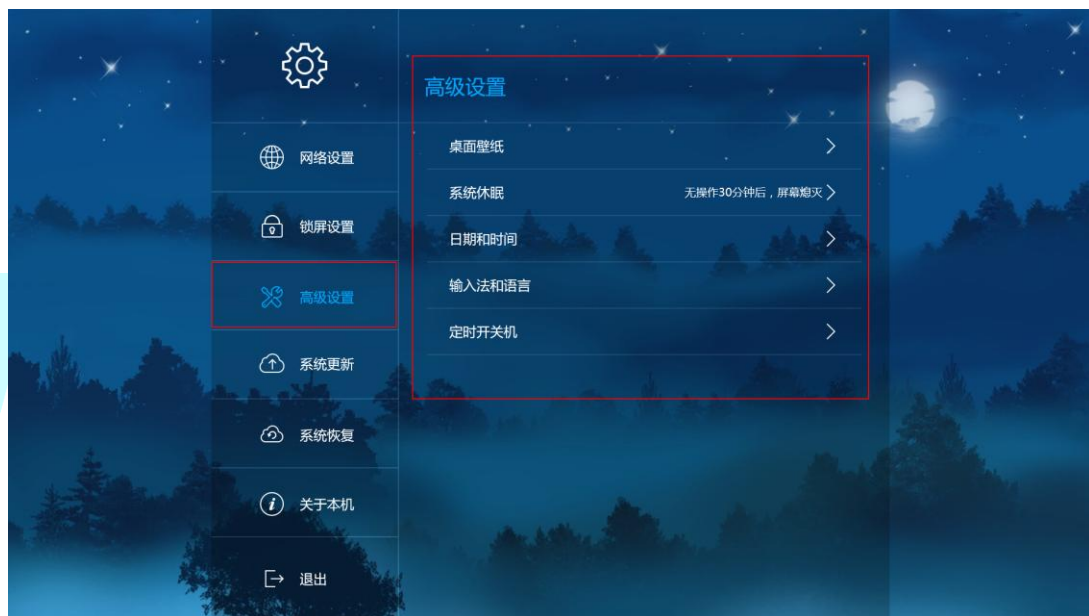 高级设置
网络设置
锁屏设置
高级设置
系统更新
系统恢复
关于本机
退出
桌面壁纸
系统休眠
无操作30分钟后，屏幕熄灭
日期和时间
输入法和语言
定时开关机